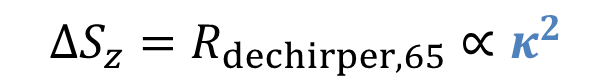 ΔS_z = R_dechirper,65 ∝ κ²